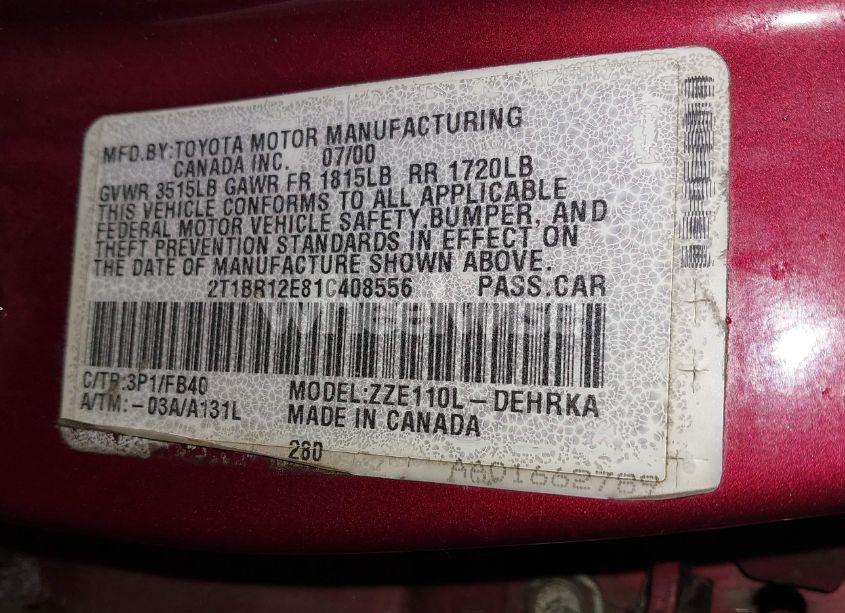 MFD.BY:TOYOTA MOTOR MANUFACTURING
CANADA INC. 07/00
GVWR 3515LB GAWR FR 1815LB RR 1720LB
THIS VEHICLE CONFORMS TO ALL APPLICABLE
FEDERAL MOTOR VEHICLE SAFETY,BUMPER, AND
THEFT PREVENTION STANDARDS IN EFFECT ON
THE DATE OF MANUFACTURE SHOWN ABOVE.
2T1BR12E81C408556 PASS.CAR
C/TR:3P1/FB40 MODEL:ZZE110L-DEHRKA
A/TM:-03A/A131L MADE IN CANADA
280